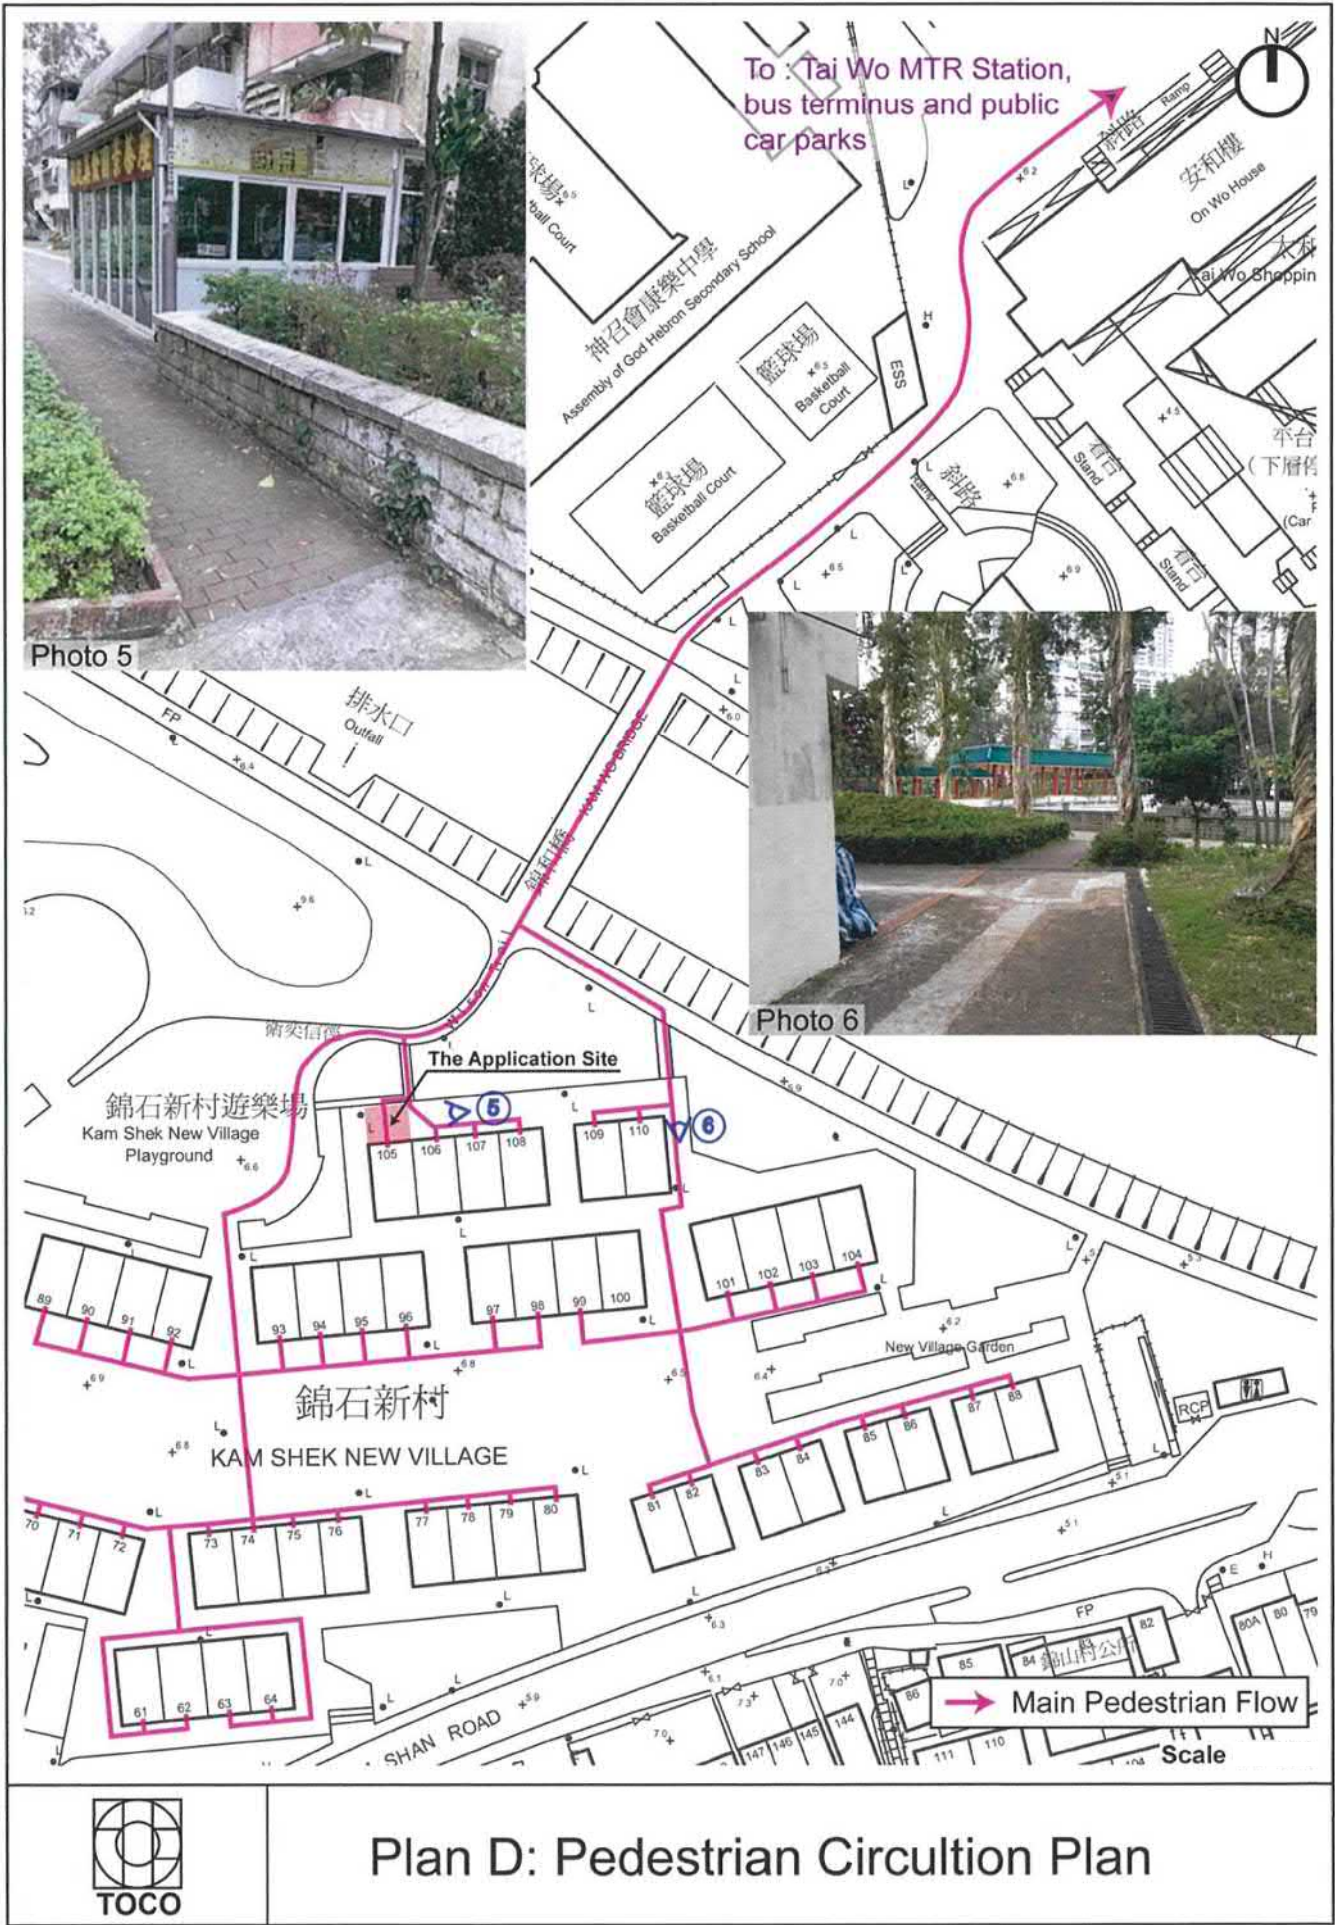 To : Tai Wo MTR Station,
bus terminus and public
car parks
N
斜路
Ramp
安和樓
On Wo House
Tai Wo Shoppin
球場
ball Court
神召會康樂中學
Assembly of God Hebron Secondary School
籃球場
Basketball
Court
ESS
H
籃球場
Basketball Court
斜路
Ramp
看台
Stand
看台
Stand
平台
(Car
Photo 5
Photo 6
排水口
Outfall
FP
錦和橋
KAM WO BRIDGE
衛奕信徑
The Application Site
錦石新村遊樂場
Kam Shek New Village
Playground
5
6
105
106
107
108
109
110
101
102
103
104
89
90
91
92
93
94
95
96
97
98
99
100
New Village Garden
錦石新村
KAM SHEK NEW VILLAGE
81
82
83
84
85
86
87
88
RCP
70
71
72
73
74
75
76
77
78
79
80
61
62
63
64
SHAN ROAD
FP
錦山村公所
82
84
85
86
80A
80
79
E
H
147
146
145
144
111
110
Main Pedestrian Flow
Scale
TOCO
Plan D: Pedestrian Circultion Plan